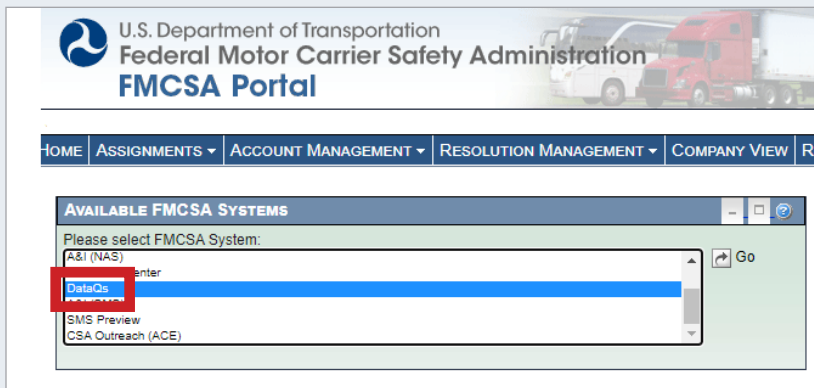 U.S. Department of Transportation
Federal Motor Carrier Safety Administration
FMCSA Portal
HOME ASSIGNMENTS ACCOUNT MANAGEMENT RESOLUTION MANAGEMENT COMPANY VIEW R
AVAILABLE FMCSA SYSTEMS
Please select FMCSA System:
A&I (NAS)
enter
Go
DataQs
SMS Preview
CSA Outreach (ACE)